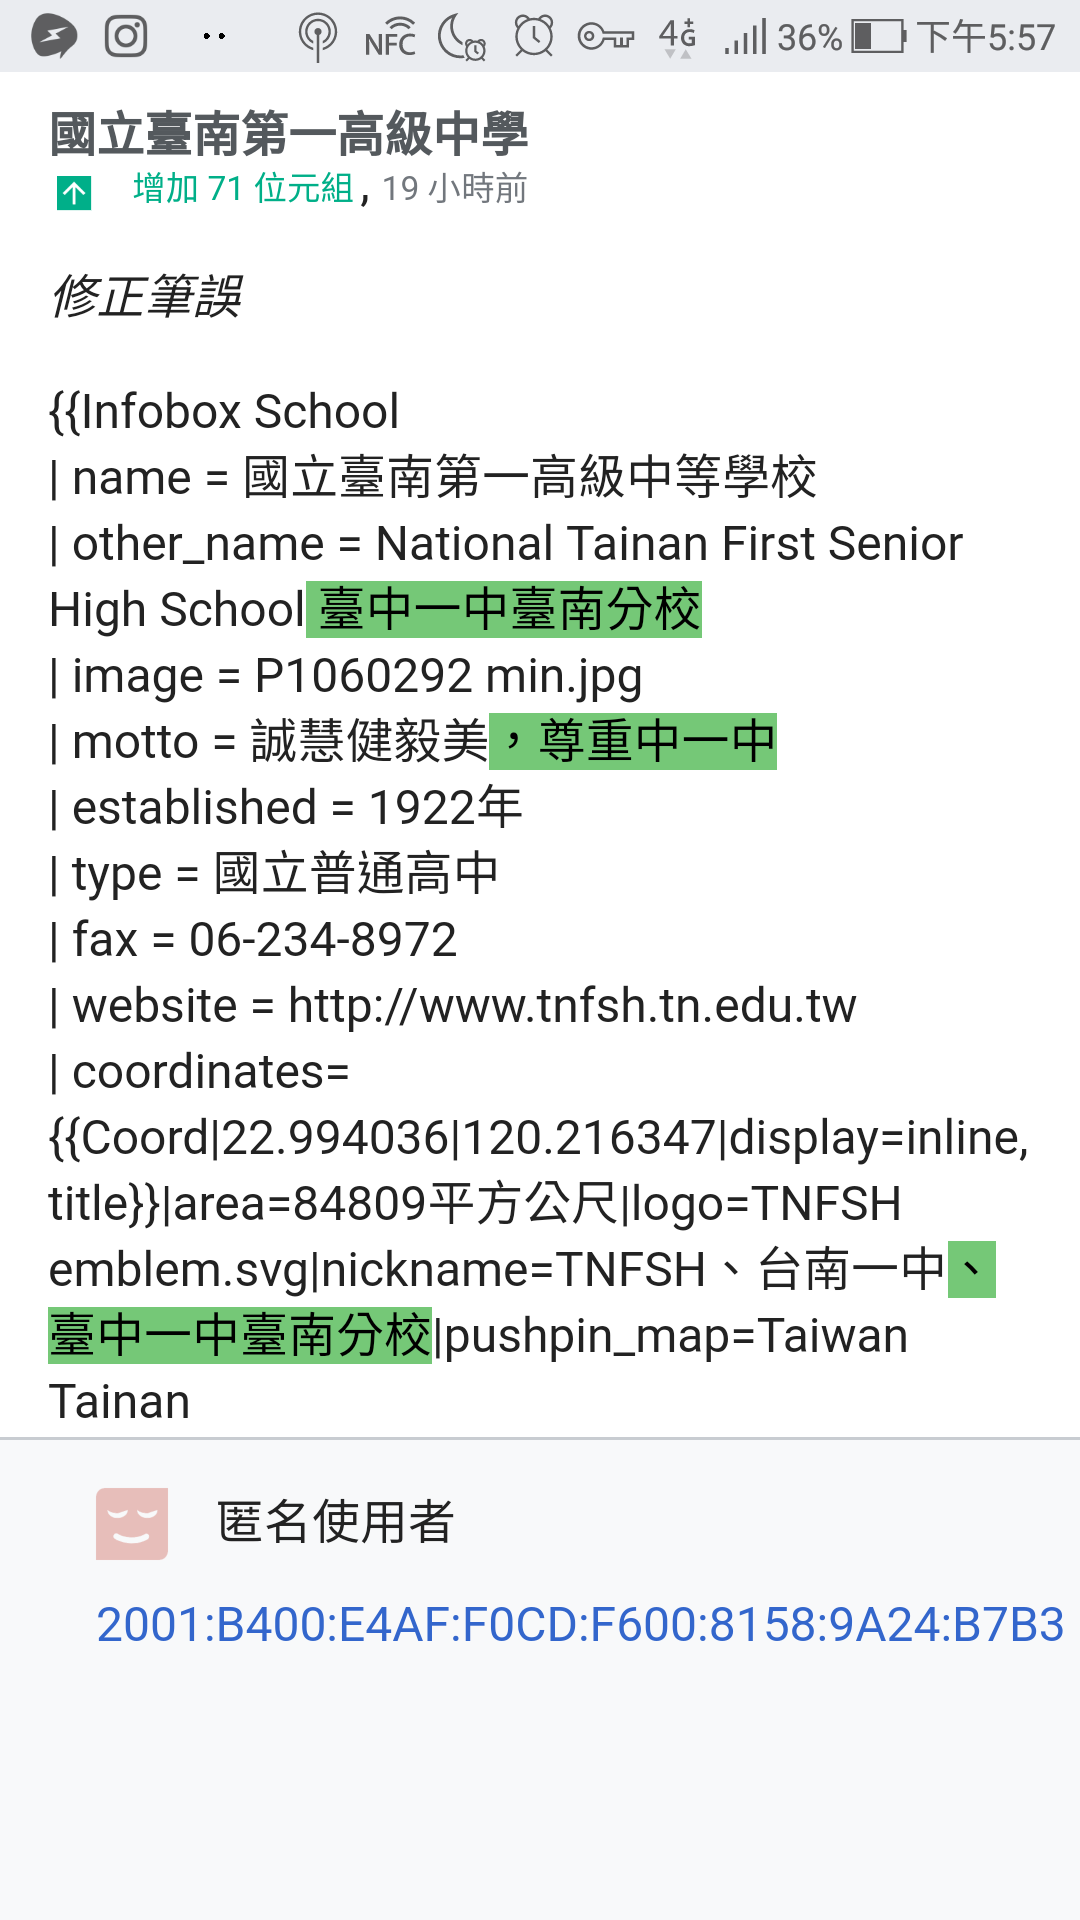 NFC 4G 36% 下午5:57
國立臺南第一高級中學
增加 71 位元組 , 19 小時前
修正筆誤
{{Infobox School
| name = 國立臺南第一高級中等學校
| other_name = National Tainan First Senior
High School 臺中一中臺南分校
| image = P1060292 min.jpg
| motto = 誠慧健毅美，尊重中一中
| established = 1922年
| type = 國立普通高中
| fax = 06-234-8972
| website = http://www.tnfsh.tn.edu.tw
| coordinates=
{{Coord|22.994036|120.216347|display=inline,
title}}|area=84809平方公尺|logo=TNFSH
emblem.svg|nickname=TNFSH、台南一中、
臺中一中臺南分校|pushpin_map=Taiwan
Tainan
匿名使用者
2001:B400:E4AF:F0CD:F600:8158:9A24:B7B3